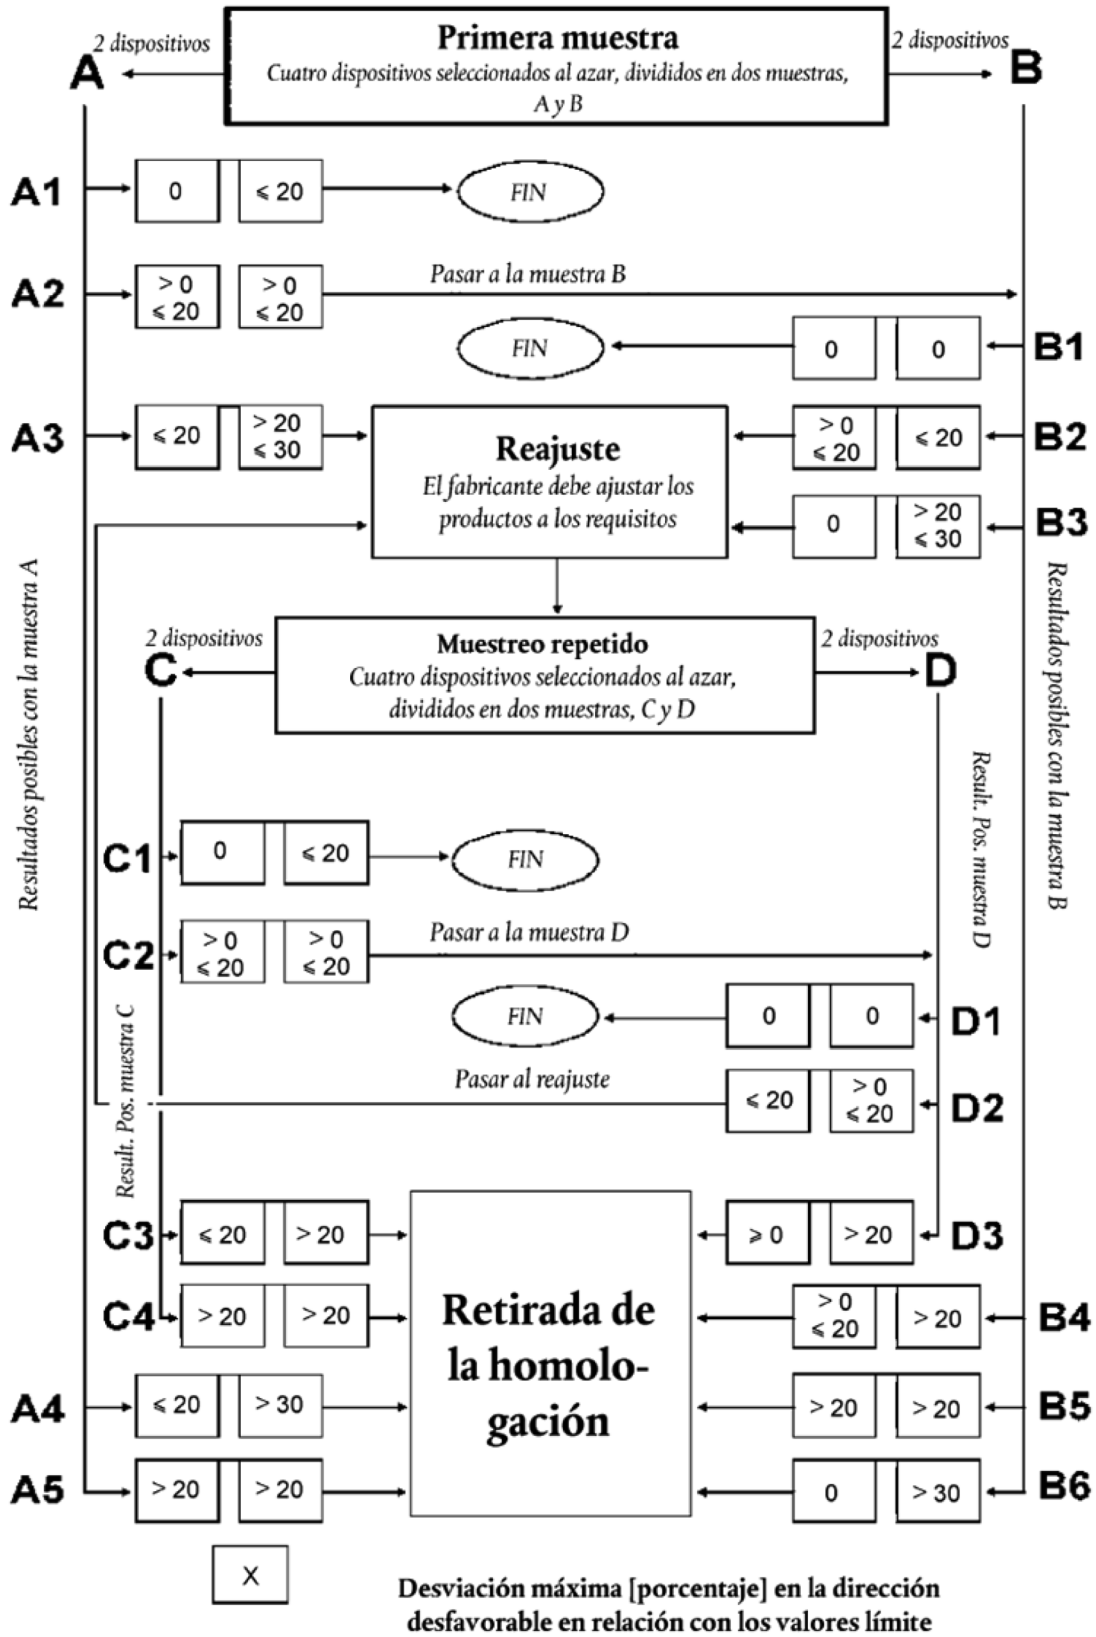 Primera muestra
Cuatro dispositivos seleccionados al azar, divididos en dos muestras,
A y B
2 dispositivos
A
2 dispositivos
B
A1
0
≤ 20
FIN
A2
> 0
≤ 20
> 0
≤ 20
Pasar a la muestra B
FIN
0
0
B1
A3
≤ 20
> 20
≤ 30
Reajuste
El fabricante debe ajustar los
productos a los requisitos
> 0
≤ 20
≤ 20
B2
0
> 20
≤ 30
B3
Resultados posibles con la muestra A
Resultados posibles con la muestra B
2 dispositivos
C
Muestreo repetido
Cuatro dispositivos seleccionados al azar,
divididos en dos muestras, C y D
2 dispositivos
D
Result. Pos. muestra D
C1
0
≤ 20
FIN
C2
> 0
≤ 20
> 0
≤ 20
Pasar a la muestra D
FIN
0
0
D1
Result. Pos. muestra C
Pasar al reajuste
≤ 20
> 0
≤ 20
D2
C3
≤ 20
> 20
≥ 0
> 20
D3
C4
> 20
> 20
Retirada de
la homolo-
gación
> 0
≤ 20
> 20
B4
A4
≤ 20
> 30
> 20
> 20
B5
A5
> 20
> 20
0
> 30
B6
X
Desviación máxima [porcentaje] en la dirección
desfavorable en relación con los valores límite